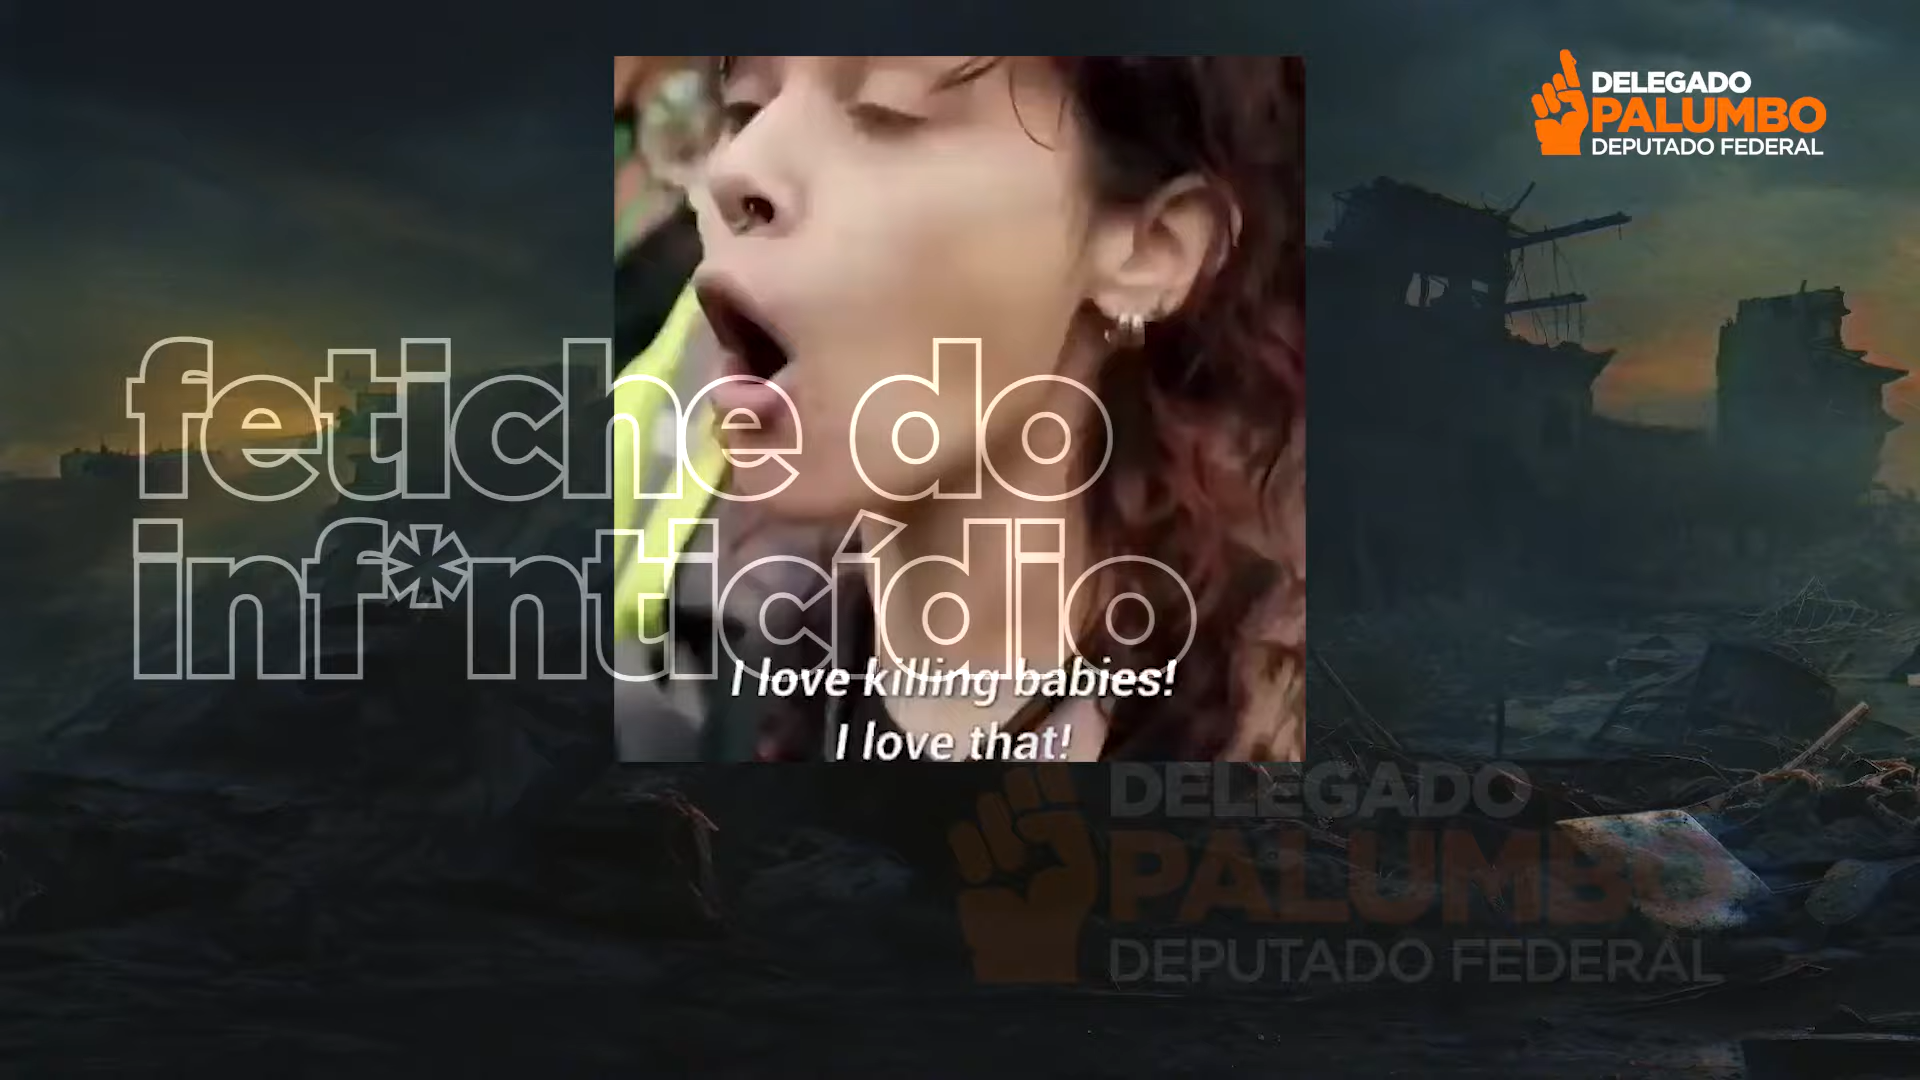 DELEGADO
PALUMBO
DEPUTADO FEDERAL
fetiche do
inf*nticídio
I love killing babies!
I love that!
DELEGADO
PALUMBO
DEPUTADO FEDERAL